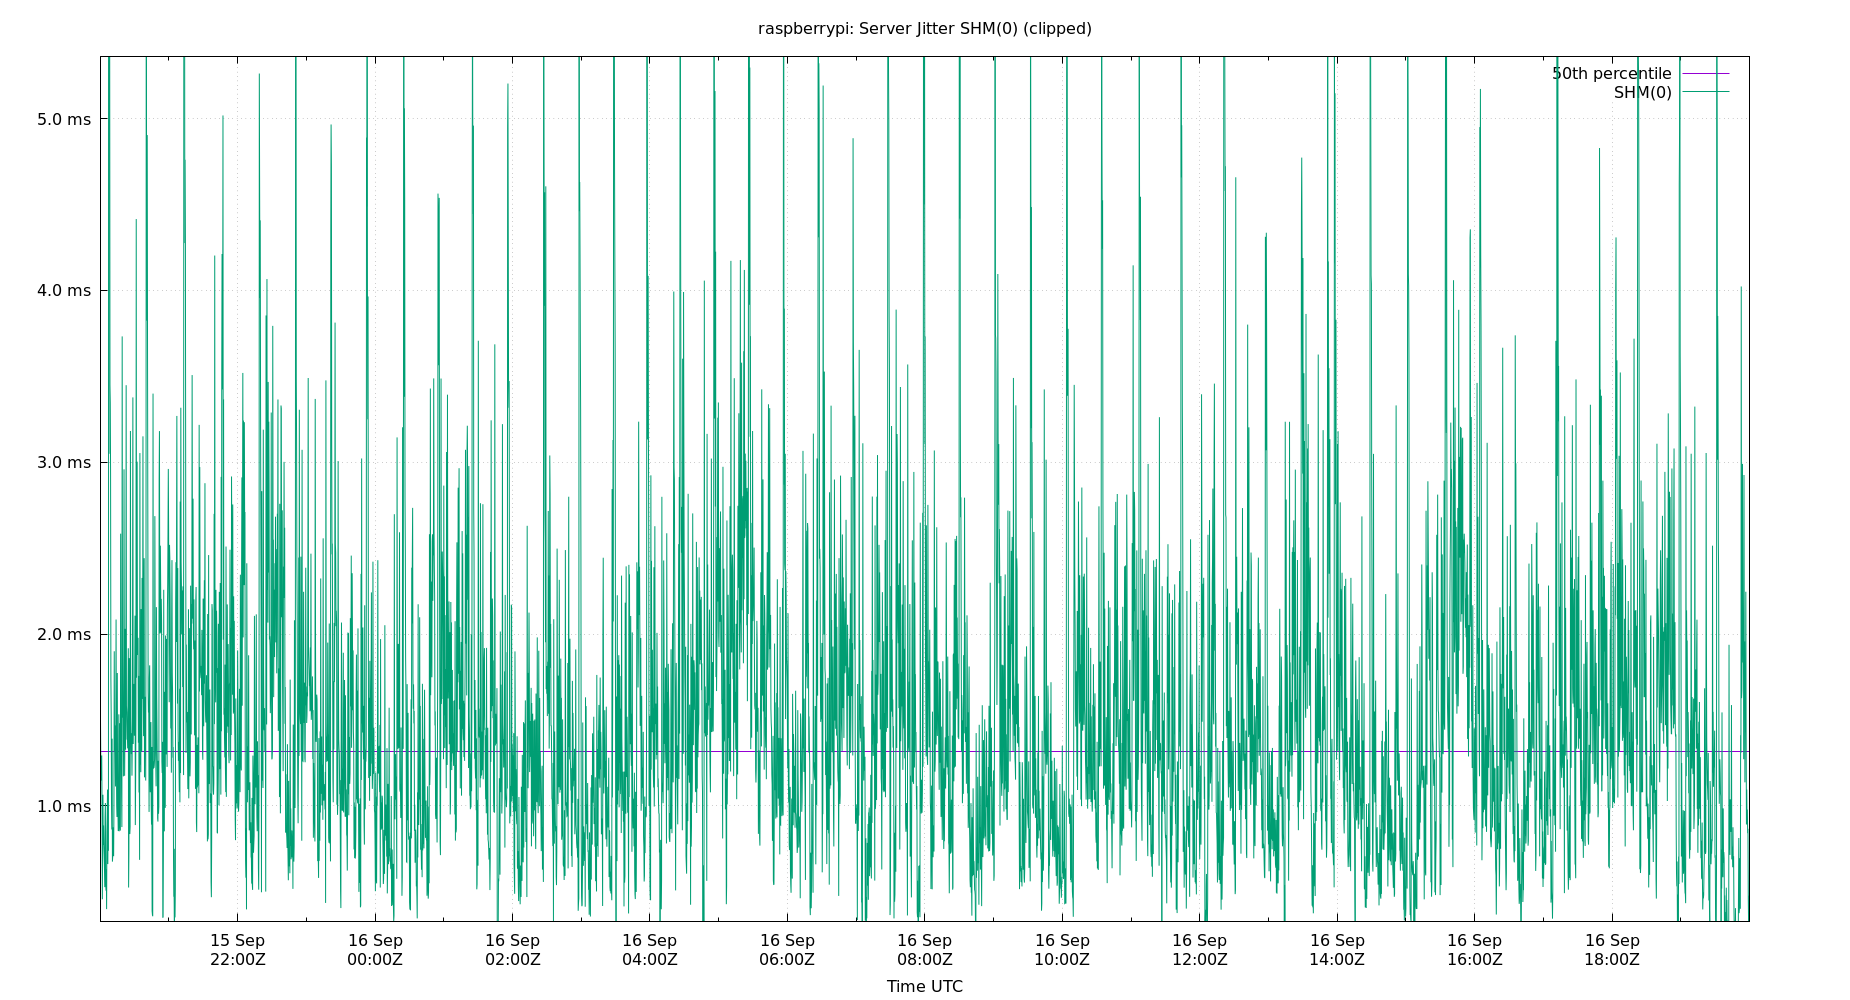 raspberrypi: Server Jitter SHM(0) (clipped)
50th percentile
SHM(0)
5.0 ms
4.0 ms
3.0 ms
2.0 ms
1.0 ms
15 Sep 16 Sep 16 Sep 16 Sep 16 Sep 16 Sep 16 Sep 16 Sep 16 Sep 16 Sep 16 Sep
22:00Z 00:00Z 02:00Z 04:00Z 06:00Z 08:00Z 10:00Z 12:00Z 14:00Z 16:00Z 18:00Z
Time UTC